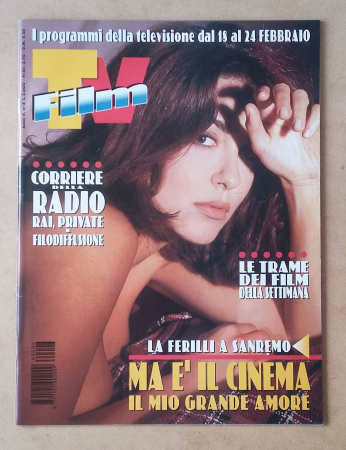 I programmi della televisione dal 18 al 24 FEBBRAIO
TV
Film
CORRIERE
DELLA
RADIO
RAI, PRIVATE
E
FILODIFFUSIONE
LE TRAME
DEI FILM
DELLA SETTIMANA
LA FERILLI A SANREMO
MA E' IL CINEMA
IL MIO GRANDE AMORE